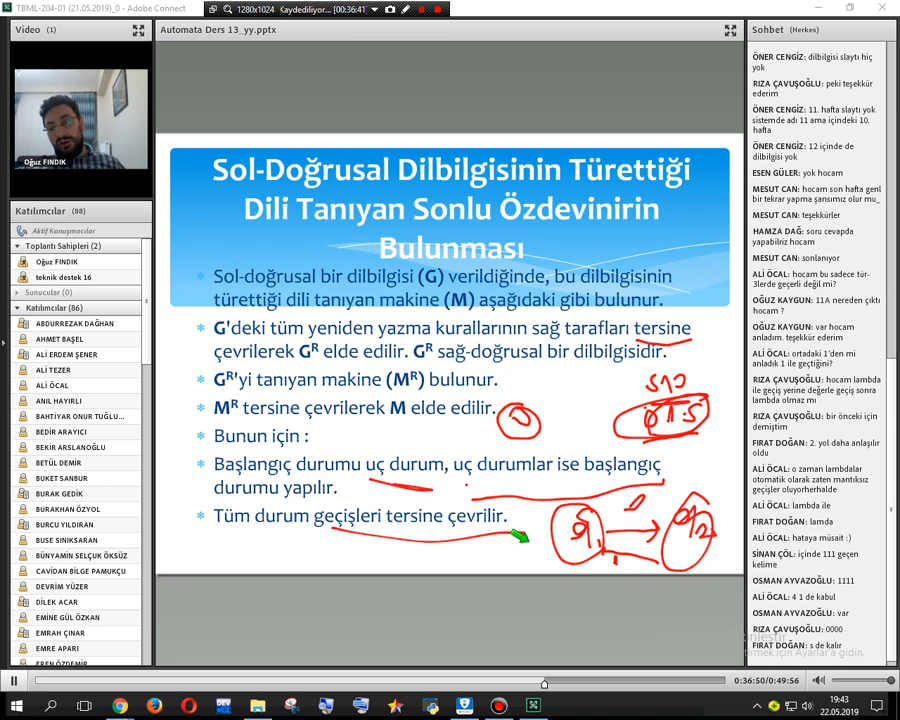 TBML-204-01 (21.05.2019)_0 - Adobe Connect
1280x1024 Kaydediliyor... [00:36:41]
Video (1)
Oğuz FINDIK
Katılımcılar (88)
Aktif Konuşmacılar
Toplantı Sahipleri (2)
Oğuz FINDIK
teknik destek 16
Sunucular (0)
Katılımcılar (86)
ABDURREZAK DAĞHAN
AHMET BAŞEL
ALİ ERDEM ŞENER
ALİ TEZER
ALİ ÖCAL
ANIL HAYIRLI
BAHTİYAR ONUR TUĞLU...
BEDİR ARAYICI
BEKİR ARSLANOĞLU
BETÜL DEMİR
BUKET SANBUR
BURAK GEDİK
BURAKHAN ÖZYOL
BURCU YILDIRAN
BUSE SINIKSARAN
BÜNYAMİN SELÇUK ÖKSÜZ
CAVİDAN BİLGE PAMUKÇU
DEVRİM YÜZER
DİLEK ACAR
EMİNE GÜL ÖZKAN
EMRAH ÇINAR
EMRE APARI
EREN ÖZDEMİR
Automata Ders 13_yy.pptx
Sol-Doğrusal Dilbilgisinin Türettiği
Dili Tanıyan Sonlu Özdevinirin
Bulunması
* Sol-doğrusal bir dilbilgisi (G) verildiğinde, bu dilbilgisinin
türettiği dili tanıyan makine (M) aşağıdaki gibi bulunur.
* G'deki tüm yeniden yazma kurallarının sağ tarafları tersine
çevrilerek Gᴿ elde edilir. Gᴿ sağ-doğrusal bir dilbilgisidir.
* Gᴿ'yi tanıyan makine (Mᴿ) bulunur.
* Mᴿ tersine çevrilerek M elde edilir.
* Bunun için :
* Başlangıç durumu uç durum, uç durumlar ise başlangıç
durumu yapılır.
* Tüm durum geçişleri tersine çevrilir.
Sohbet (Herkes)
ÖNER CENGİZ: dilbilgisi slaytı hiç
yok
RIZA ÇAVUŞOĞLU: peki teşekkür
ederim
ÖNER CENGİZ: 11. hafta slaytı yok
sistemde adı 11 ama içindeki 10.
hafta
ÖNER CENGİZ: 12 içinde de
dilbilgisi yok
ESEN GÜLER: yok hocam
MESUT CAN: hocam son hafta genl
bir tekrar yapma şansımız olur mu_
MESUT CAN: teşekkürler
HAMZA DAĞ: soru cevapda
yapabiliriz hocam
MESUT CAN: sonlanıyor
ALİ ÖCAL: hocam bu sadece tür-
3lerde geçerli değil mi?
OĞUZ KAYGUN: 11A nereden çıktı
hocam ?
OĞUZ KAYGUN: var hocam
anladım. teşekkür ederim
ALİ ÖCAL: ortadaki 1'den mi
anladık 1 ile geçtiğini?
RIZA ÇAVUŞOĞLU: hocam lambda
ile geçiş yerine değerle geçiş sonra
lambda olmaz mı
RIZA ÇAVUŞOĞLU: bir önceki için
demiştim
FIRAT DOĞAN: 2. yol daha anlaşılır
oldu
ALİ ÖCAL: o zaman lambdalar
otomatik olarak zaten mantıksız
geçişler oluyorherhalde
ALİ ÖCAL: lambda ile
FIRAT DOĞAN: lamda
ALİ ÖCAL: hataya müsait :)
SİNAN ÇÖL: içinde 111 geçen
kelime
OSMAN AYVAZOĞLU: 1111
ALİ ÖCAL: 4 1 de kabul
OSMAN AYVAZOĞLU: var
RIZA ÇAVUŞOĞLU: 0000
FIRAT DOĞAN: s de kalır
0:36:50/0:49:56
19:43
22.05.2019